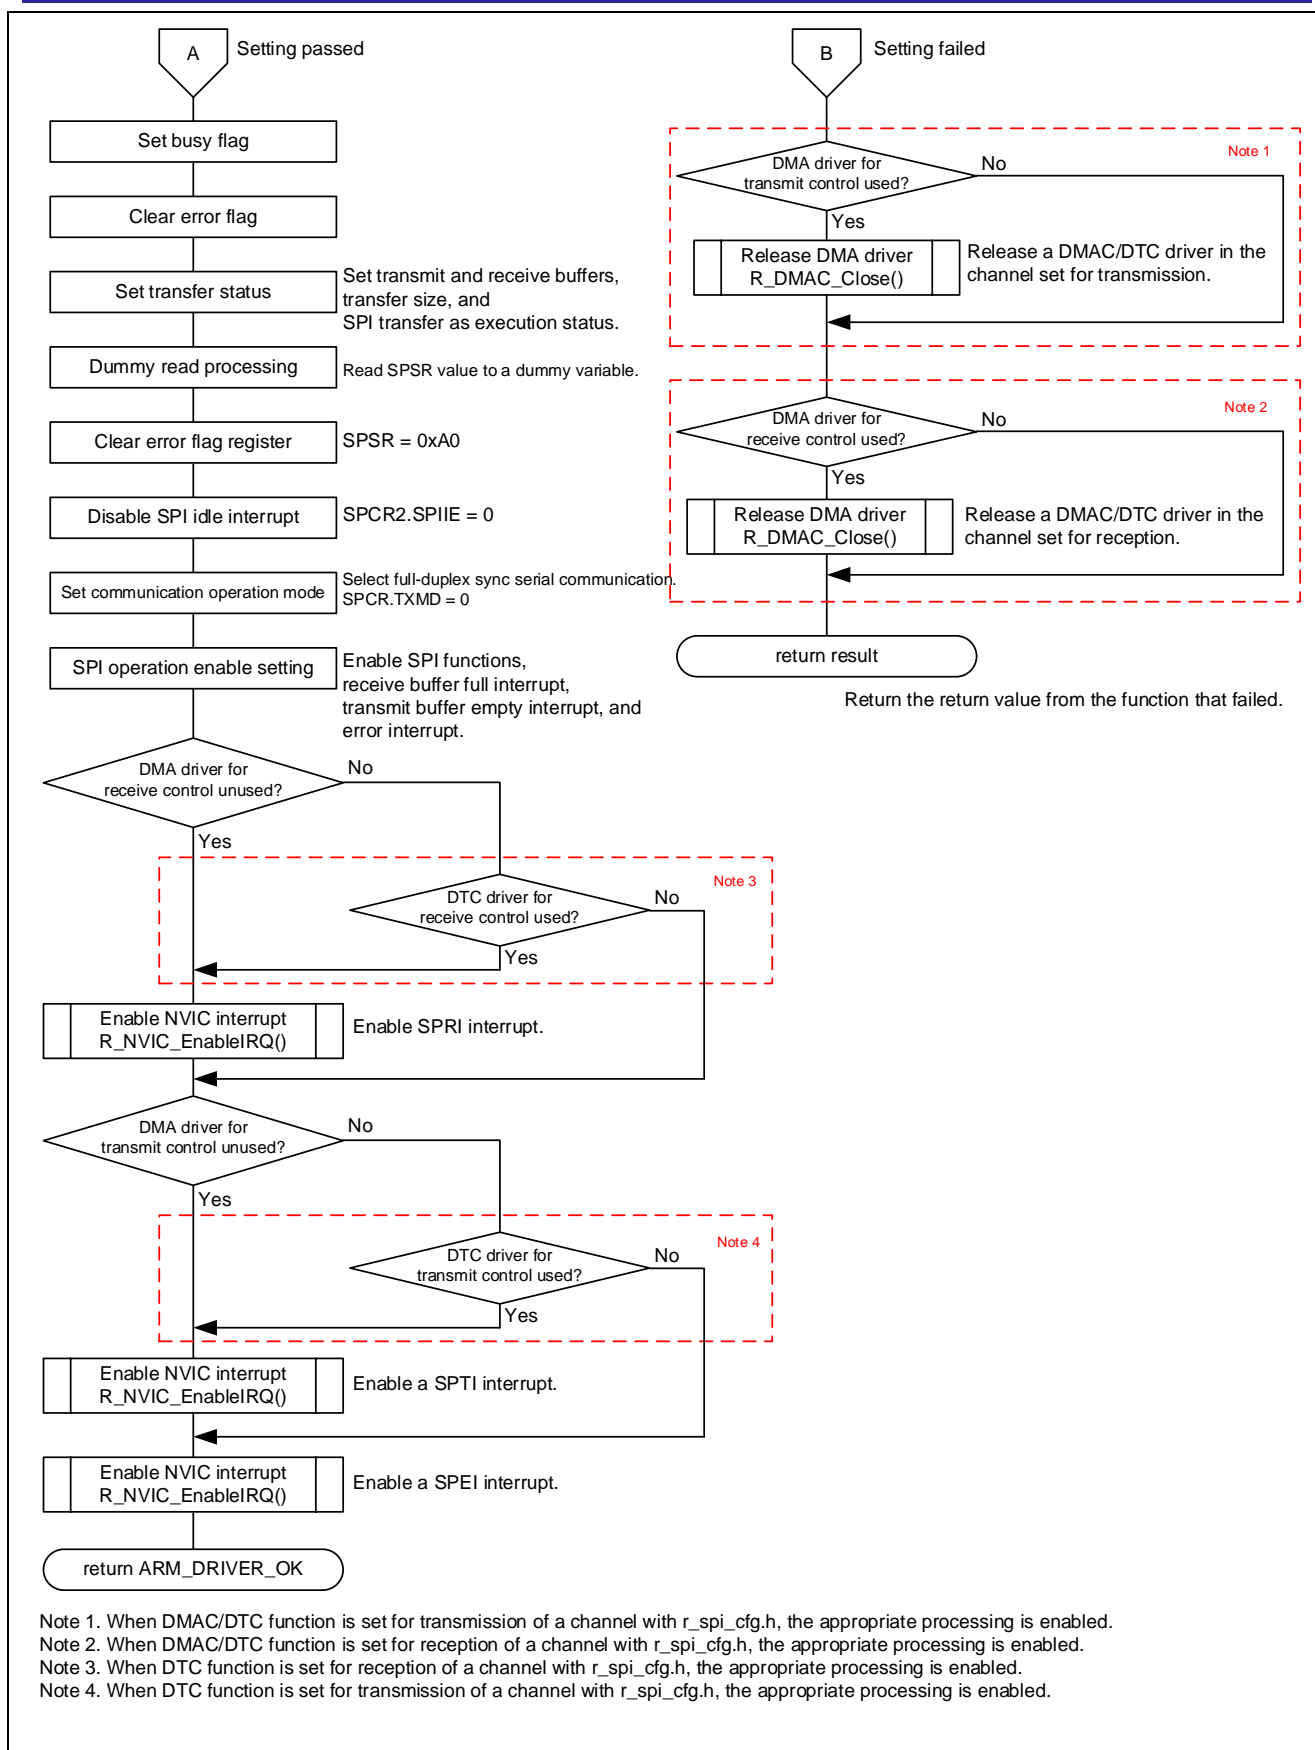 A
Setting passed
Set busy flag
Clear error flag
Set transfer status
Set transmit and receive buffers,
transfer size, and
SPI transfer as execution status.
Dummy read processing
Read SPSR value to a dummy variable.
Clear error flag register
SPSR = 0xA0
Disable SPI idle interrupt
SPCR2.SPIIE = 0
Set communication operation mode
Select full-duplex sync serial communication.
SPCR.TXMD = 0
SPI operation enable setting
Enable SPI functions,
receive buffer full interrupt,
transmit buffer empty interrupt, and
error interrupt.
DMA driver for
receive control unused?
No
Yes
Note 3
DTC driver for
receive control used?
No
Yes
Enable NVIC interrupt
R_NVIC_EnableIRQ()
Enable SPRI interrupt.
DMA driver for
transmit control unused?
No
Yes
Note 4
DTC driver for
transmit control used?
No
Yes
Enable NVIC interrupt
R_NVIC_EnableIRQ()
Enable a SPTI interrupt.
Enable NVIC interrupt
R_NVIC_EnableIRQ()
Enable a SPEI interrupt.
return ARM_DRIVER_OK
B
Setting failed
Note 1
DMA driver for
transmit control used?
No
Yes
Release DMA driver
R_DMAC_Close()
Release a DMAC/DTC driver in the
channel set for transmission.
Note 2
DMA driver for
receive control used?
No
Yes
Release DMA driver
R_DMAC_Close()
Release a DMAC/DTC driver in the
channel set for reception.
return result
Return the return value from the function that failed.
Note 1. When DMAC/DTC function is set for transmission of a channel with r_spi_cfg.h, the appropriate processing is enabled.
Note 2. When DMAC/DTC function is set for reception of a channel with r_spi_cfg.h, the appropriate processing is enabled.
Note 3. When DTC function is set for reception of a channel with r_spi_cfg.h, the appropriate processing is enabled.
Note 4. When DTC function is set for transmission of a channel with r_spi_cfg.h, the appropriate processing is enabled.